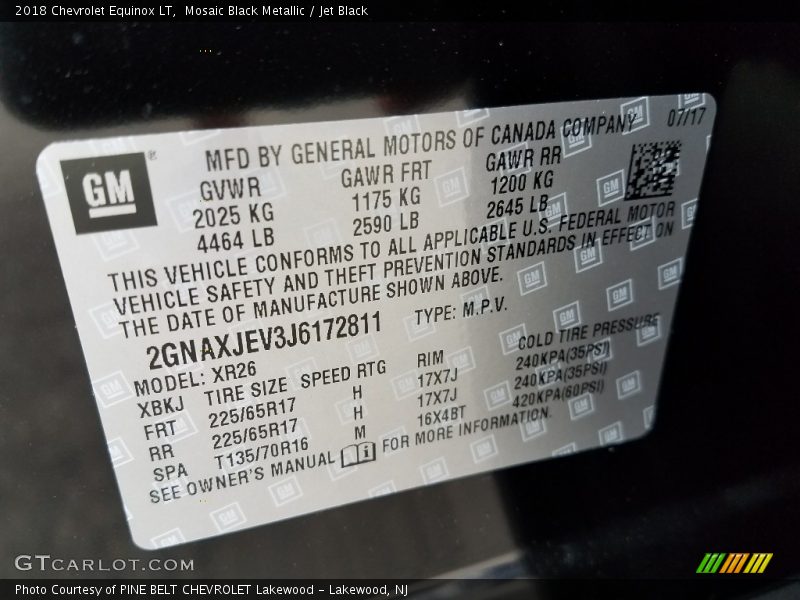 2018 Chevrolet Equinox LT,  Mosaic Black Metallic / Jet Black
MFD BY GENERAL MOTORS OF CANADA COMPANY 07/17
GM ®
GVWR GAWR FRT GAWR RR
2025 KG 1175 KG 1200 KG
4464 LB 2590 LB 2645 LB
THIS VEHICLE CONFORMS TO ALL APPLICABLE U.S. FEDERAL MOTOR
VEHICLE SAFETY AND THEFT PREVENTION STANDARDS IN EFFECT ON
THE DATE OF MANUFACTURE SHOWN ABOVE.
2GNAXJEV3J6172811 TYPE: M.P.V.
MODEL: XR26
XBKJ TIRE SIZE SPEED RTG RIM COLD TIRE PRESSURE
FRT 225/65R17 H 17X7J 240KPA(35PSI)
RR 225/65R17 H 17X7J 240KPA(35PSI)
SPA T135/70R16 M 16X4BT 420KPA(60PSI)
SEE OWNER'S MANUAL i FOR MORE INFORMATION.
GTCARLOT.COM
Photo Courtesy of PINE BELT CHEVROLET Lakewood - Lakewood, NJ